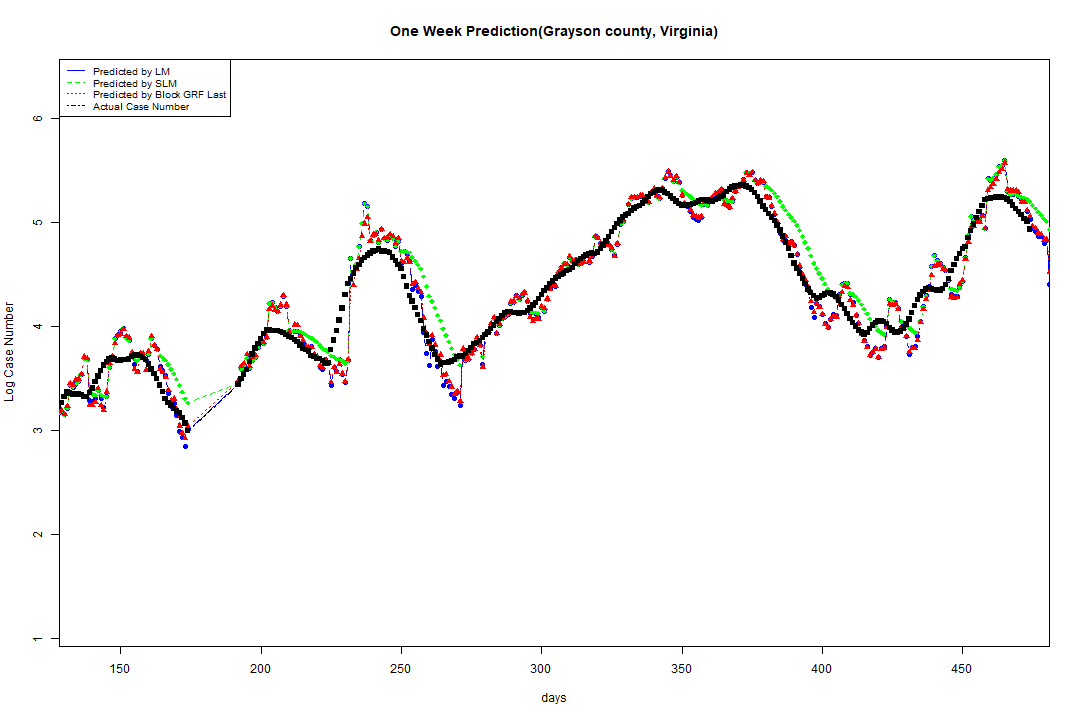 One Week Prediction(Grayson county, Virginia)
Predicted by LM
Predicted by SLM
Predicted by Block GRF Last
Actual Case Number
Log Case Number
6
5
4
3
2
1
150 200 250 300 350 400 450
days